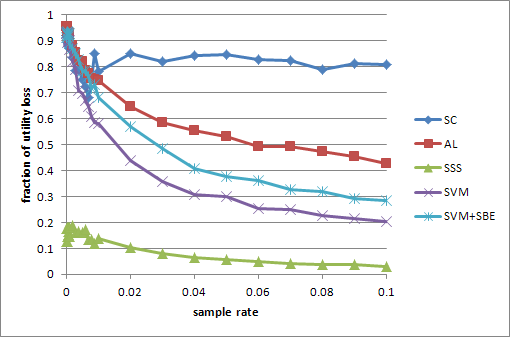 1
0.9
0.8
0.7
0.6
0.5
0.4
0.3
0.2
0.1
0
fraction of utility loss
0 0.02 0.04 0.06 0.08 0.1
sample rate
SC
AL
SSS
SVM
SVM+SBE